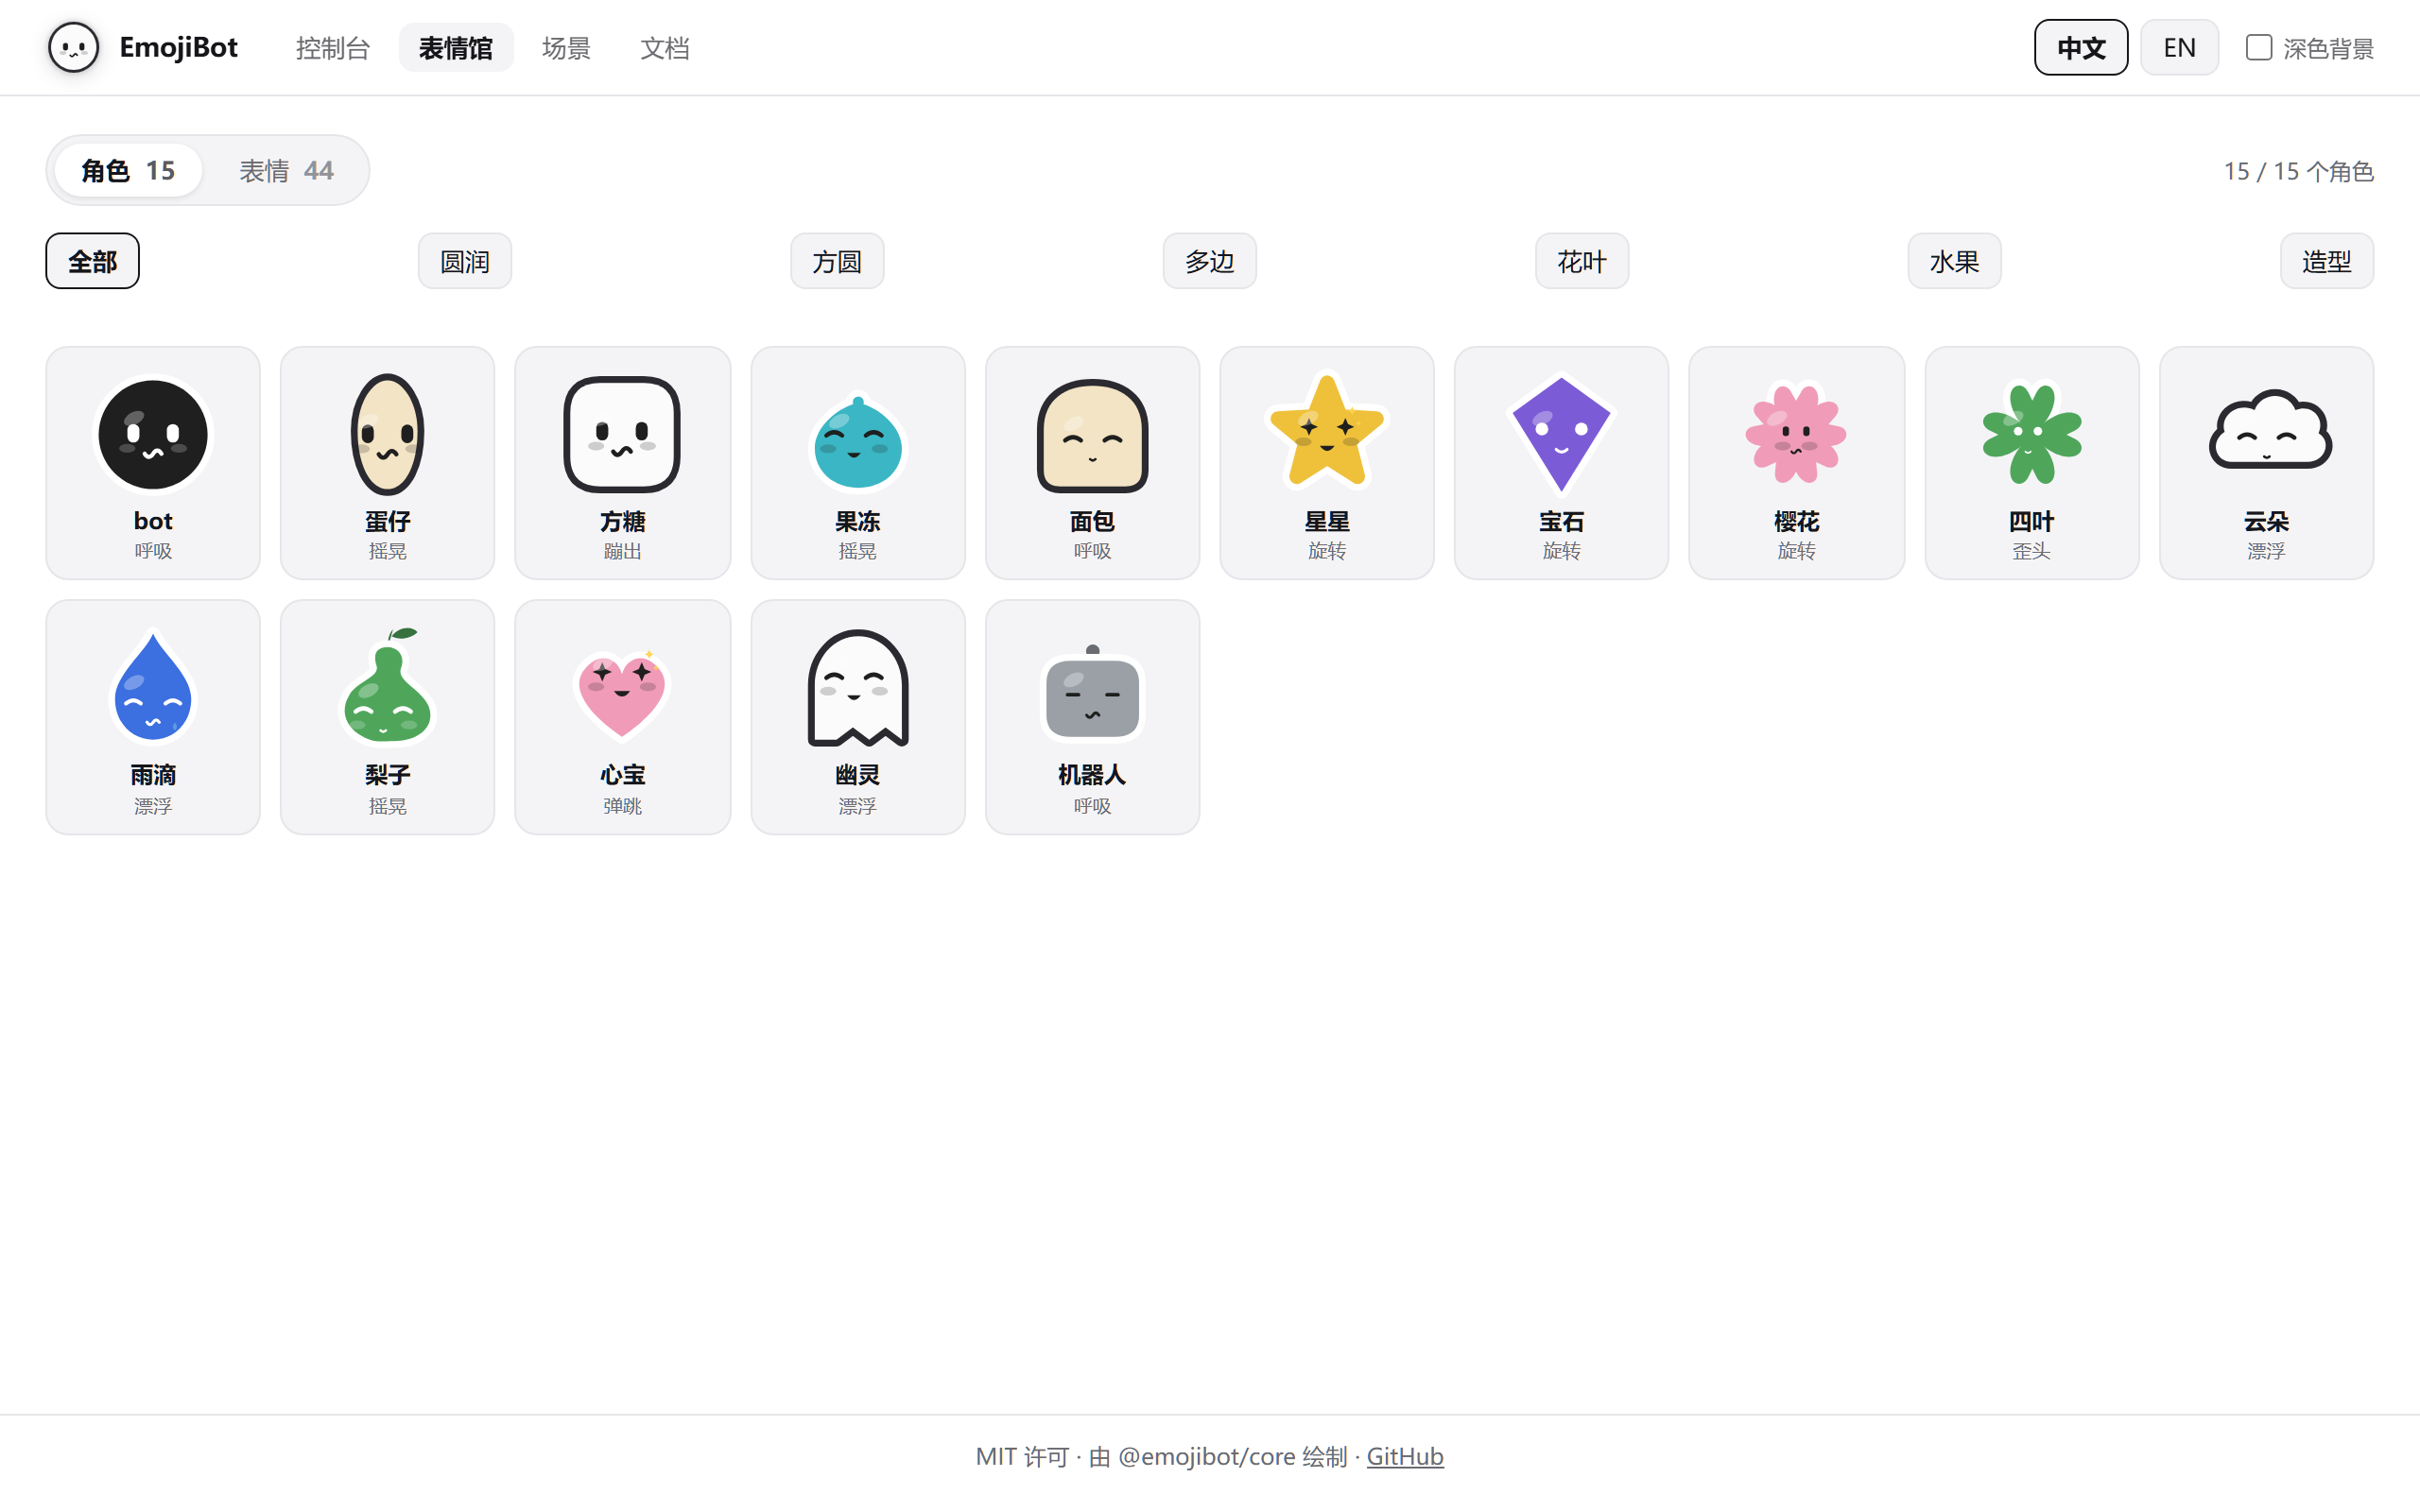 EmojiBot 控制台 表情馆 场景 文档 中文 EN 深色背景
角色 15 表情 44 15 / 15 个角色
全部 圆润 方圆 多边 花叶 水果 造型
bot 蛋仔 方糖 果冻 面包 星星 宝石 樱花 四叶 云朵
呼吸 摇晃 蹦出 摇晃 呼吸 旋转 旋转 旋转 歪头 漂浮
雨滴 梨子 心宝 幽灵 机器人
漂浮 摇晃 弹跳 漂浮 呼吸
MIT 许可 · 由 @emojibot/core 绘制 · GitHub